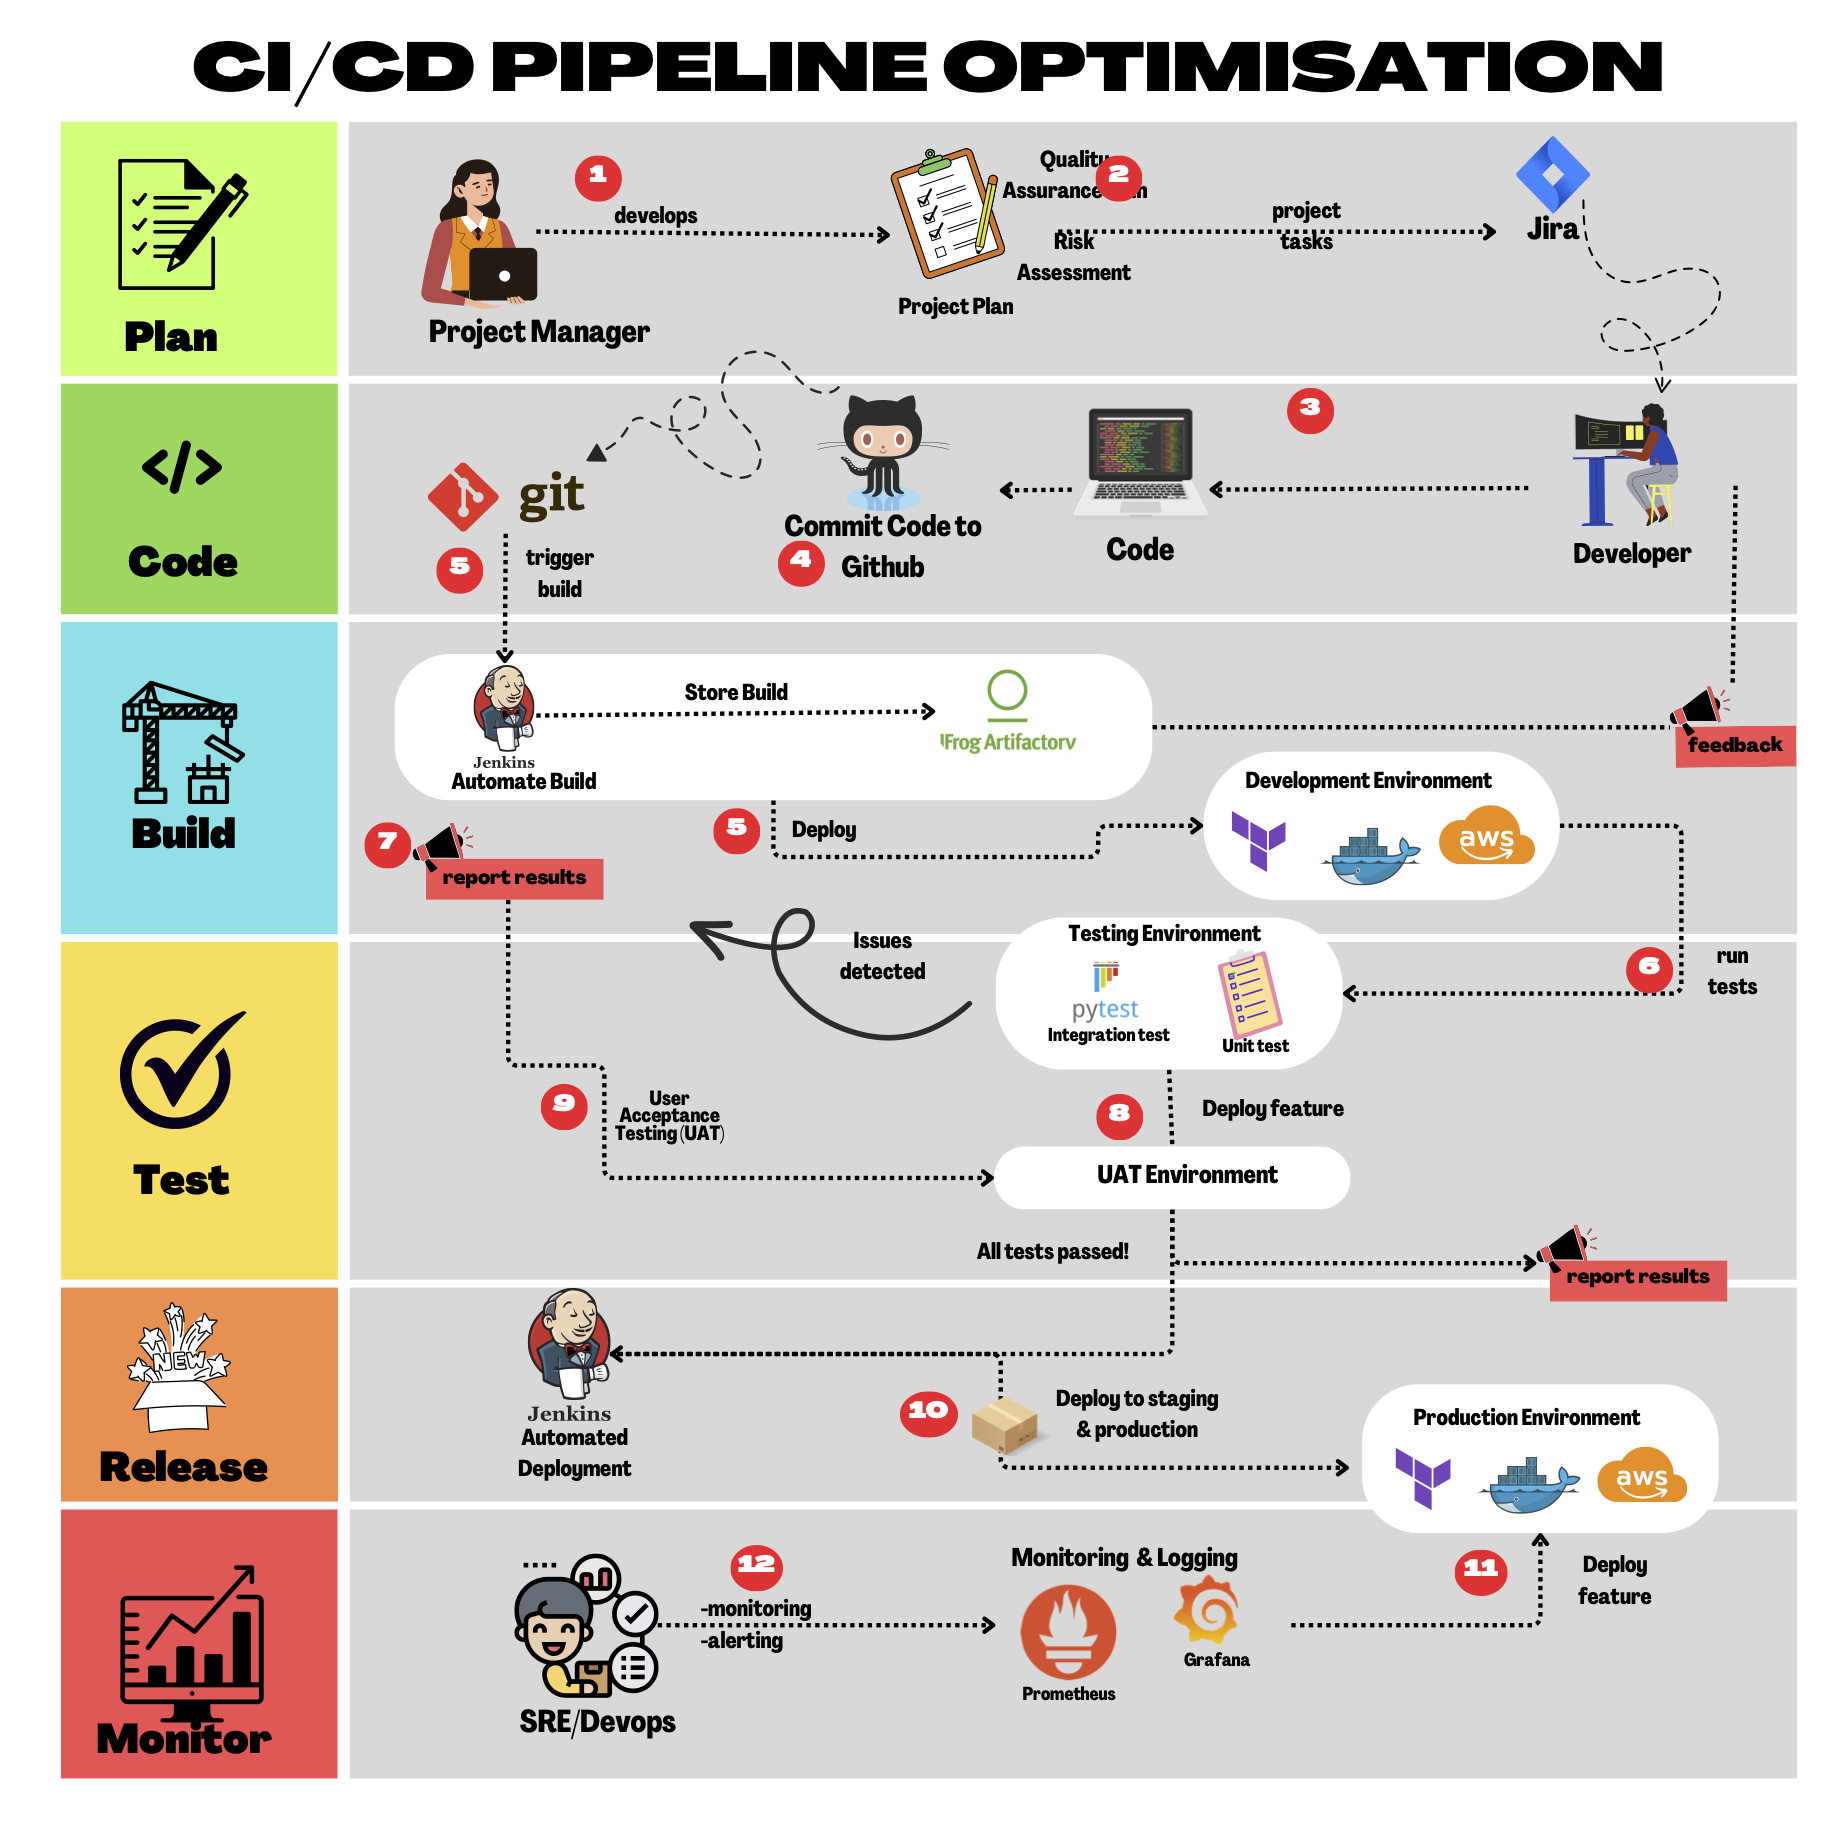 CI/CD PIPELINE OPTIMISATION
Plan
1
develops
Project Manager
Project Plan
Quality
Assurance
2
Risk
Assessment
project
tasks
Jira
Code
git
5
trigger
build
Commit Code to
4
Github
Code
3
Developer
Build
Jenkins
Automate Build
Store Build
Frog Artifactory
feedback
5
Deploy
Development Environment
aws
7
report results
Issues
detected
Testing Environment
pytest
Integration test
Unit test
6
run
tests
Test
9
User
Acceptance
Testing (UAT)
8
Deploy feature
UAT Environment
All tests passed!
report results
NEW
Release
Jenkins
Automated
Deployment
10
Deploy to staging
& production
Production Environment
aws
Monitor
12
-monitoring
-alerting
SRE/Devops
Monitoring & Logging
Prometheus
Grafana
11
Deploy
feature